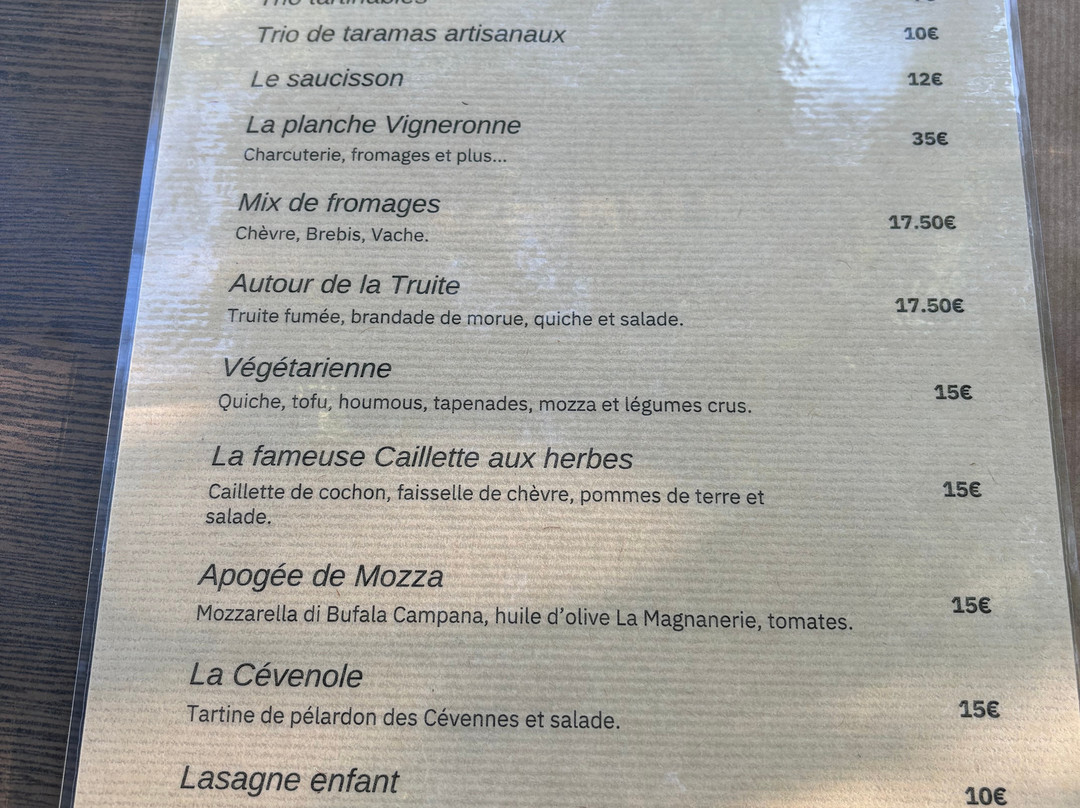 Trio tartinables
Trio de taramas artisanaux 10€
Le saucisson 12€
La planche Vigneronne 35€
Charcuterie, fromages et plus...
Mix de fromages 17.50€
Chèvre, Brebis, Vache.
Autour de la Truite 17.50€
Truite fumée, brandade de morue, quiche et salade.
Végétarienne 15€
Quiche, tofu, houmous, tapenades, mozza et légumes crus.
La fameuse Caillette aux herbes 15€
Caillette de cochon, faisselle de chèvre, pommes de terre et
salade.
Apogée de Mozza 15€
Mozzarella di Bufala Campana, huile d'olive La Magnanerie, tomates.
La Cévenole 15€
Tartine de pélardon des Cévennes et salade.
Lasagne enfant 10€